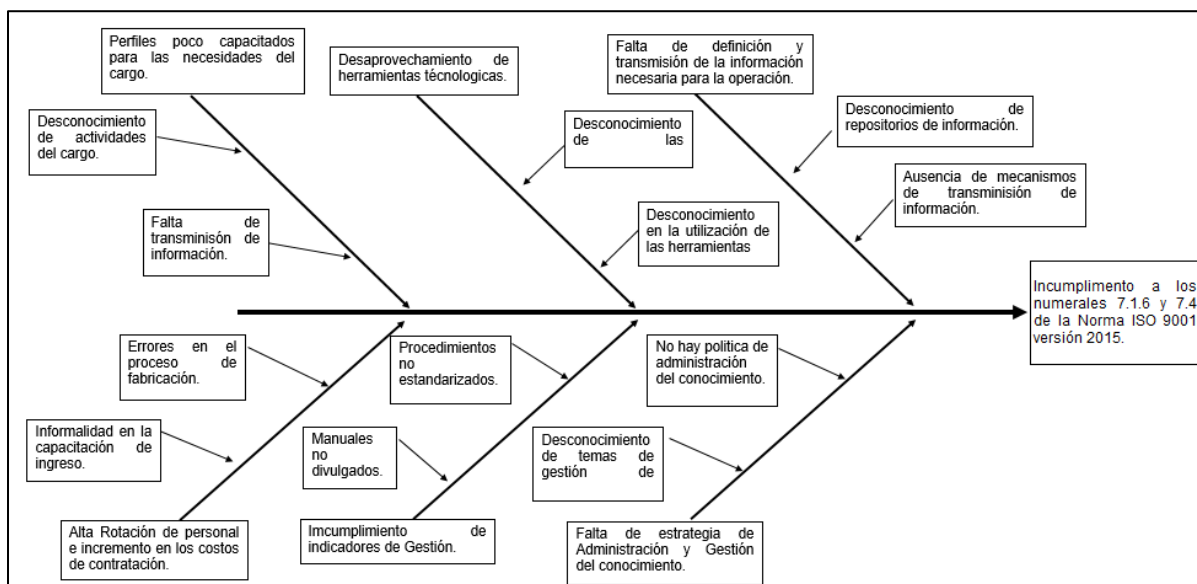 Perfiles poco capacitados
para las necesidades del
cargo.
Desaprovechamiento de
herramientas técnologicas.
Falta de definición y
transmisión de la información
necesaria para la operación.
Desconocimiento
de actividades
del cargo.
Desconocimiento
de las
Desconocimiento de
repositorios de información.
Falta de
transminisón de
información.
Desconocimiento
en la utilización de
las herramientas
Ausencia de mecanismos
de transminisión de
información.
Incumplimento a los
numerales 7.1.6 y 7.4
de la Norma ISO 9001
versión 2015.
Errores en el
proceso de
fabricación.
Procedimientos
no
estandarizados.
No hay politica de
administración
del conocimiento.
Informalidad en la
capacitación de
ingreso.
Manuales
no
divulgados.
Desconocimiento
de temas de
gestión de
Alta Rotación de personal
e incremento en los costos
de contratación.
Imcumplimiento de
indicadores de Gestión.
Falta de estrategia de
Administración y Gestión
del conocimiento.